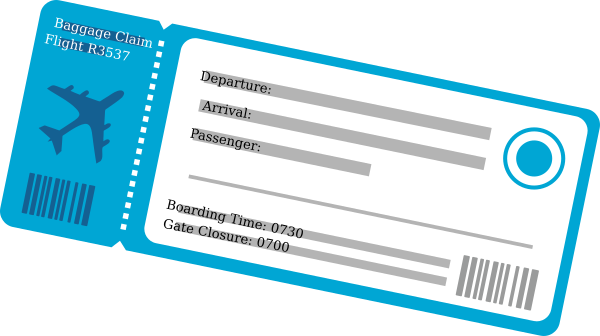 Baggage Claim
Flight R3537
Departure:
Arrival:
Passenger:
Boarding Time: 0730
Gate Closure: 0700